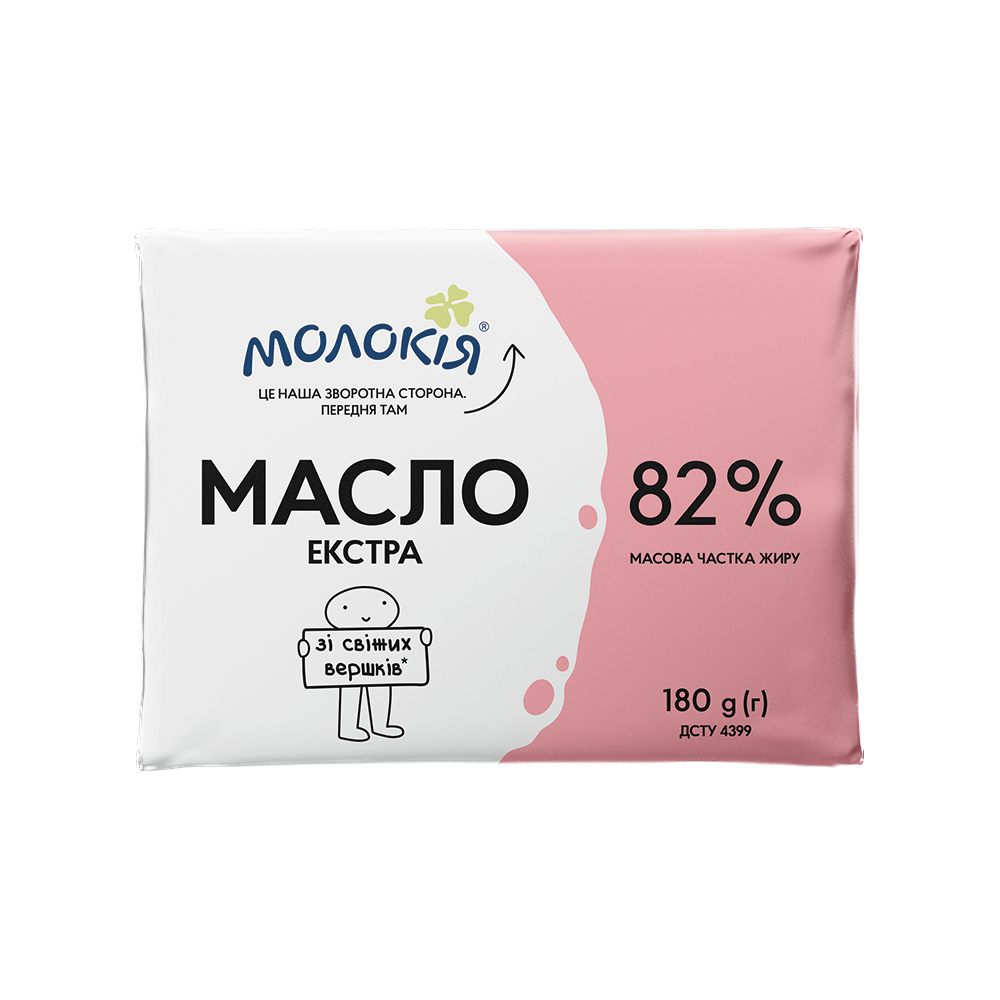 МОЛОКІЯ®
ЦЕ НАША ЗВОРОТНА СТОРОНА.
ПЕРЕДНЯ ТАМ
МАСЛО
ЕКСТРА
зі свіжих
вершків*
82%
МАСОВА ЧАСТКА ЖИРУ
180 g (г)
ДСТУ 4399